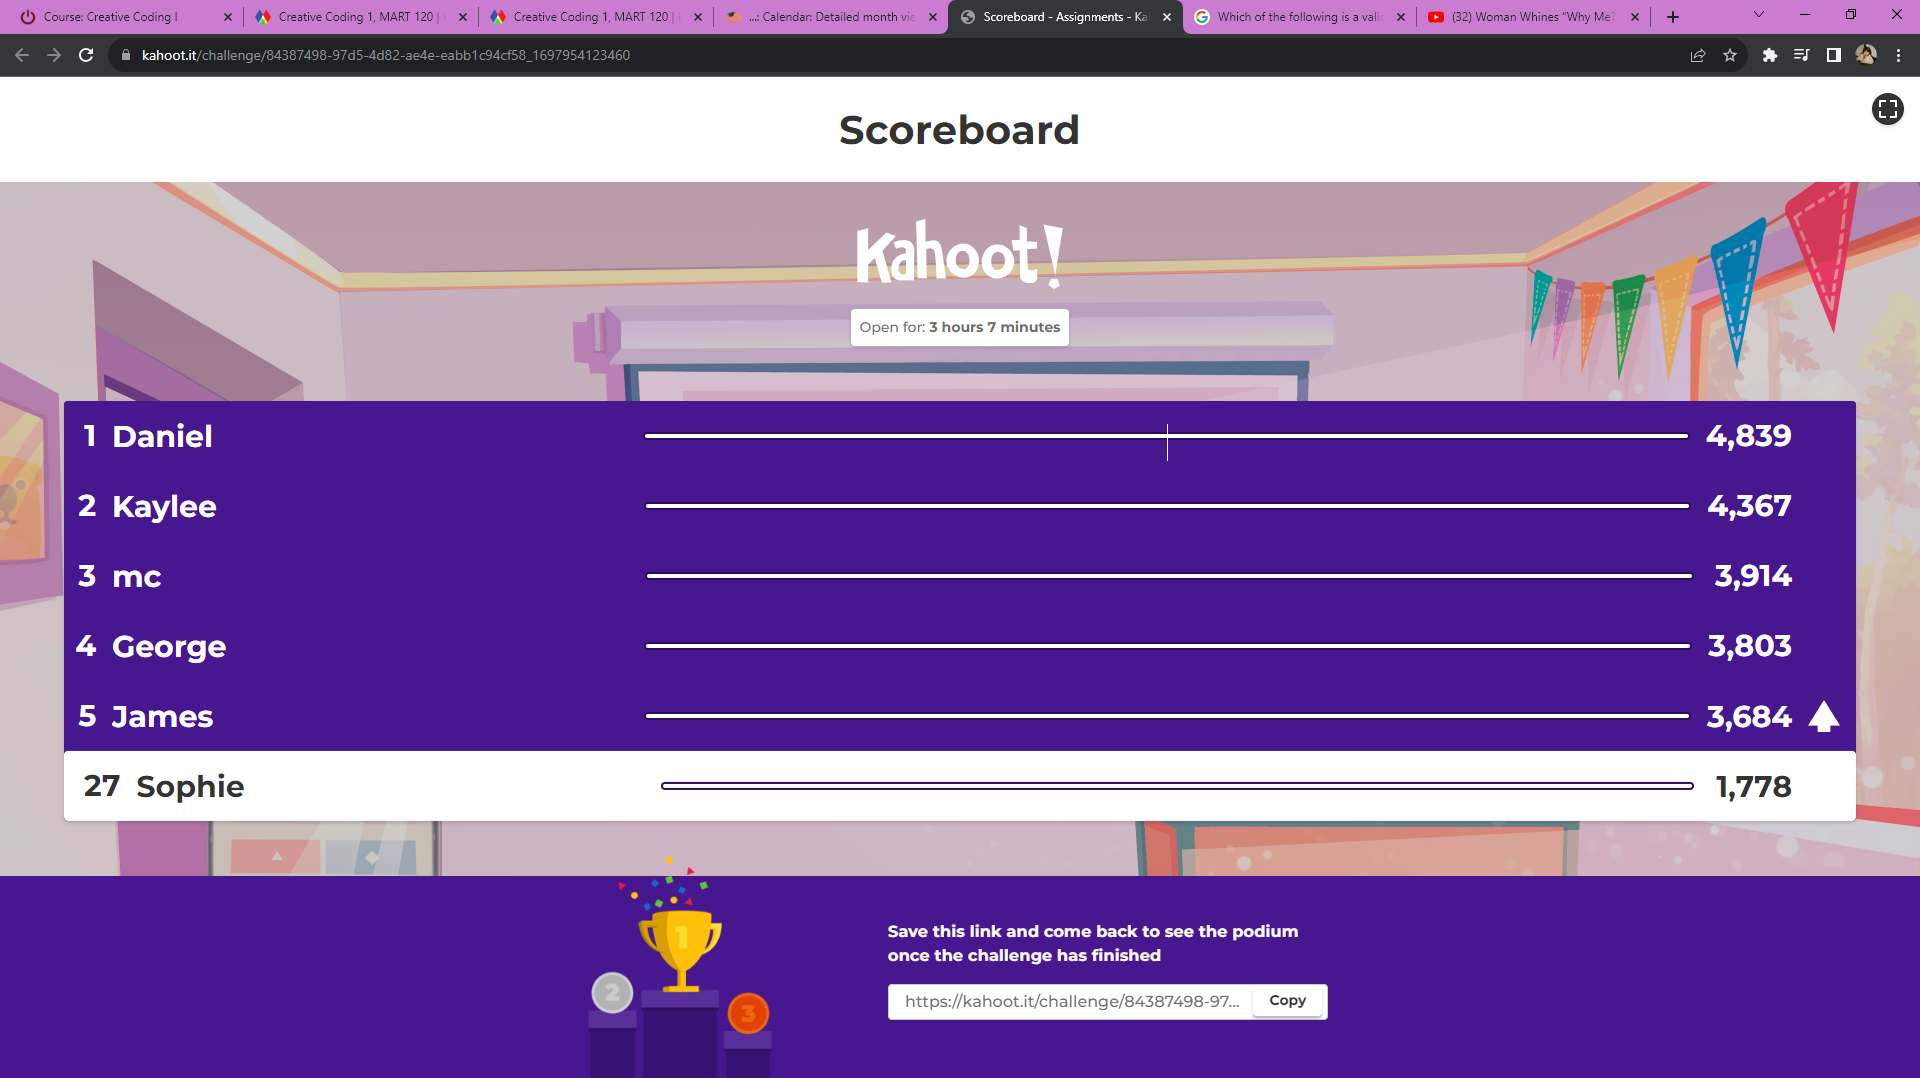 Course: Creative Coding I
Creative Coding 1, MART 120 |
Creative Coding 1, MART 120 |
...: Calendar: Detailed month vie
Scoreboard - Assignments - Ka
Which of the following is a valid
(32) Woman Whines "Why Me?
kahoot.it/challenge/84387498-97d5-4d82-ae4e-eabb1c94cf58_1697954123460
Scoreboard
Kahoot!
Open for: 3 hours 7 minutes
1 Daniel 4,839
2 Kaylee 4,367
3 mc 3,914
4 George 3,803
5 James 3,684
27 Sophie 1,778
1
2
3
Save this link and come back to see the podium
once the challenge has finished
https://kahoot.it/challenge/84387498-97... Copy